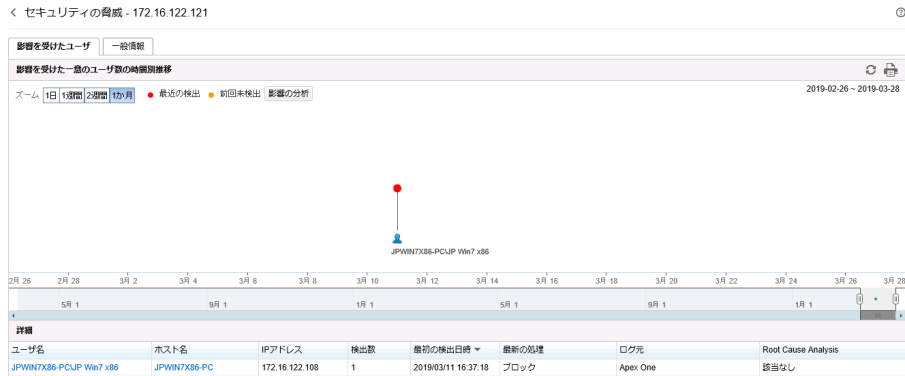 セキュリティの脅威 - 172.16.122.121
影響を受けたユーザ 一般情報
影響を受けた一意のユーザ数の時間別推移
ズーム 1日 1週間 2週間 1か月 最近の検出 前回未検出 影響の分析 2019-02-26 ~ 2019-03-28
JPWIN7X86-PC\JP Win7 x86
2月 26 2月 28 3月 2 3月 4 3月 6 3月 8 3月 10 3月 12 3月 14 3月 16 3月 18 3月 20 3月 22 3月 24 3月 26 3月 28
5月 1 9月 1 1月 1 5月 1 9月 1 1月 1
詳細
ユーザ名 ホスト名 IPアドレス 検出数 最初の検出日時 最新の処理 ログ元 Root Cause Analysis
JPWIN7X86-PC\JP Win7 x86 JPWIN7X86-PC 172.16.122.108 1 2019/03/11 16:37:18 ブロック Apex One 該当なし